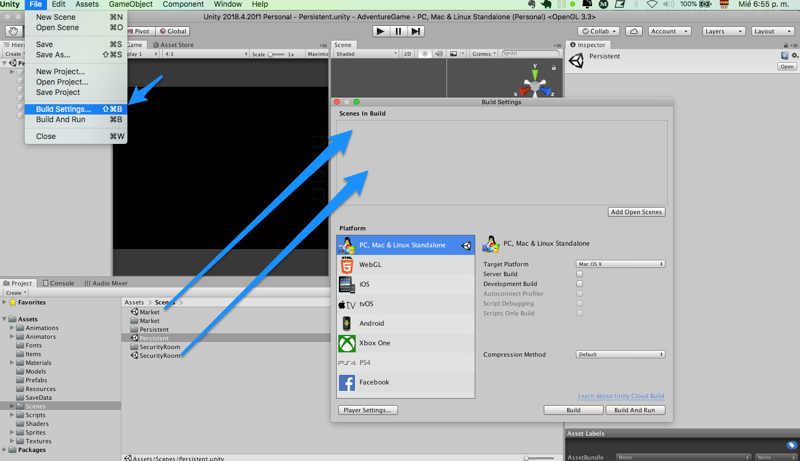 Unity File Edit Assets GameObject Component Window Help 100% Mié 6:55 p. m.
Unity 2018.4.20f1 Personal - Persistent.unity - AdventureGame - PC, Mac & Linux Standalone <OpenGL 3.3>
New Scene ⌘N
Open Scene ⌘O
Save ⌘S
Save As... ⇧⌘S
New Project...
Open Project...
Save Project
Build Settings... ⇧⌘B
Build And Run ⌘B
Close ⌘W
Pivot Global
Collab
Account
Layers
Layout
Asset Store
4:3
Scale 1x
Scene
Shaded 2D Gizmos
y
Inspector
Persistent
Open
Build Settings
Scenes In Build
Add Open Scenes
Platform
PC, Mac & Linux Standalone
WebGL
iOS
tvOS
Android
Xbox One
PS4
Facebook
PC, Mac & Linux Standalone
Target Platform Mac OS X
Server Build
Development Build
Autoconnect Profiler
Script Debugging
Scripts Only Build
Compression Method Default
Learn about Unity Cloud Build
Player Settings... Build Build And Run
Project Console Audio Mixer
Create
Favorites
Assets
Animations
Animators
Fonts
Items
Materials
Models
Prefabs
Resources
SaveData
Scenes
Scripts
Shaders
Sprites
Textures
Packages
Assets Scenes
Market
Market
Persistent
Persistent
SecurityRoom
SecurityRoom
Assets/Scenes/Persistent.unity
Asset Labels
AssetBundle None None